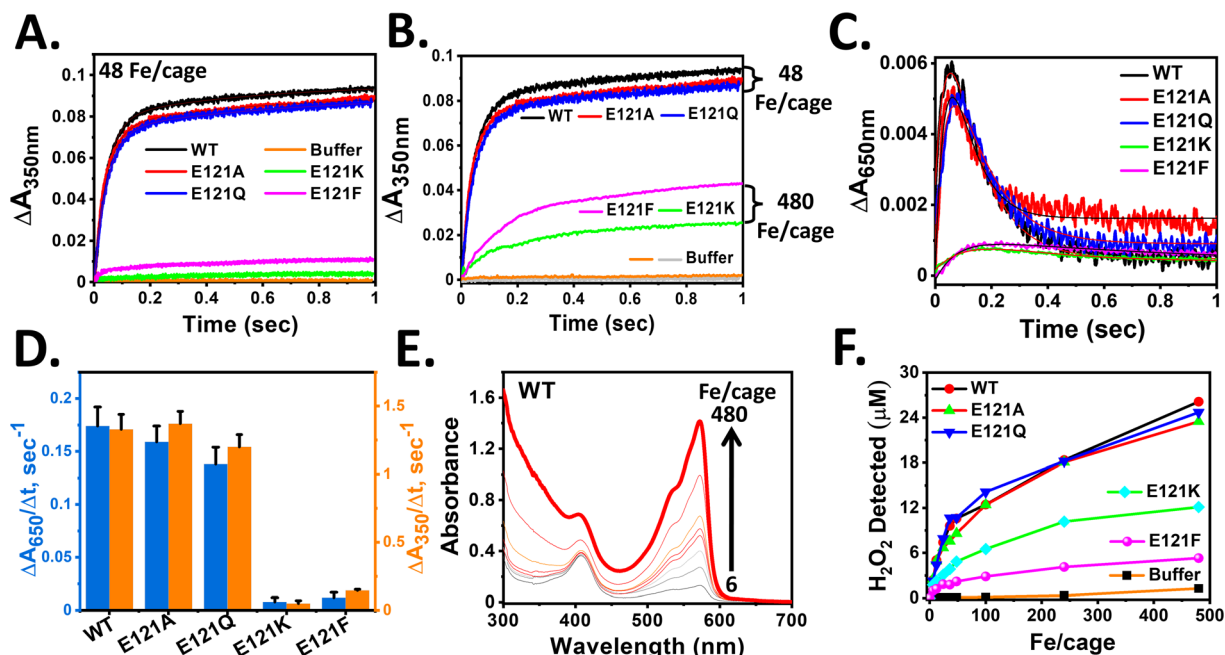 A.
48 Fe/cage
ΔA350nm
0.1
0.08
0.06
0.04
0.02
0
WT
E121A
E121Q
Buffer
E121K
E121F
0 0.2 0.4 0.6 0.8 1
Time (sec)
B.
ΔA350nm
0.1
0.08
0.06
0.04
0.02
0
48
Fe/cage
WT E121A E121Q
E121F E121K
480
Fe/cage
Buffer
0 0.2 0.4 0.6 0.8 1
Time (sec)
C.
ΔA650nm
0.006
0.004
0.002
0
WT
E121A
E121Q
E121K
E121F
0 0.2 0.4 0.6 0.8 1
Time (sec)
D.
ΔA650/Δt, sec-1
0.2
0.15
0.1
0.05
0
2
1.5
1
0.5
0
ΔA350/Δt, sec-1
WT E121A E121Q E121K E121F
E.
WT
Fe/cage
480
6
Absorbance
1.6
1.2
0.8
0.4
0.0
300 400 500 600 700
Wavelength (nm)
F.
H2O2 Detected (μM)
30
24
18
12
6
0
WT
E121A
E121Q
E121K
E121F
Buffer
0 100 200 300 400 500
Fe/cage